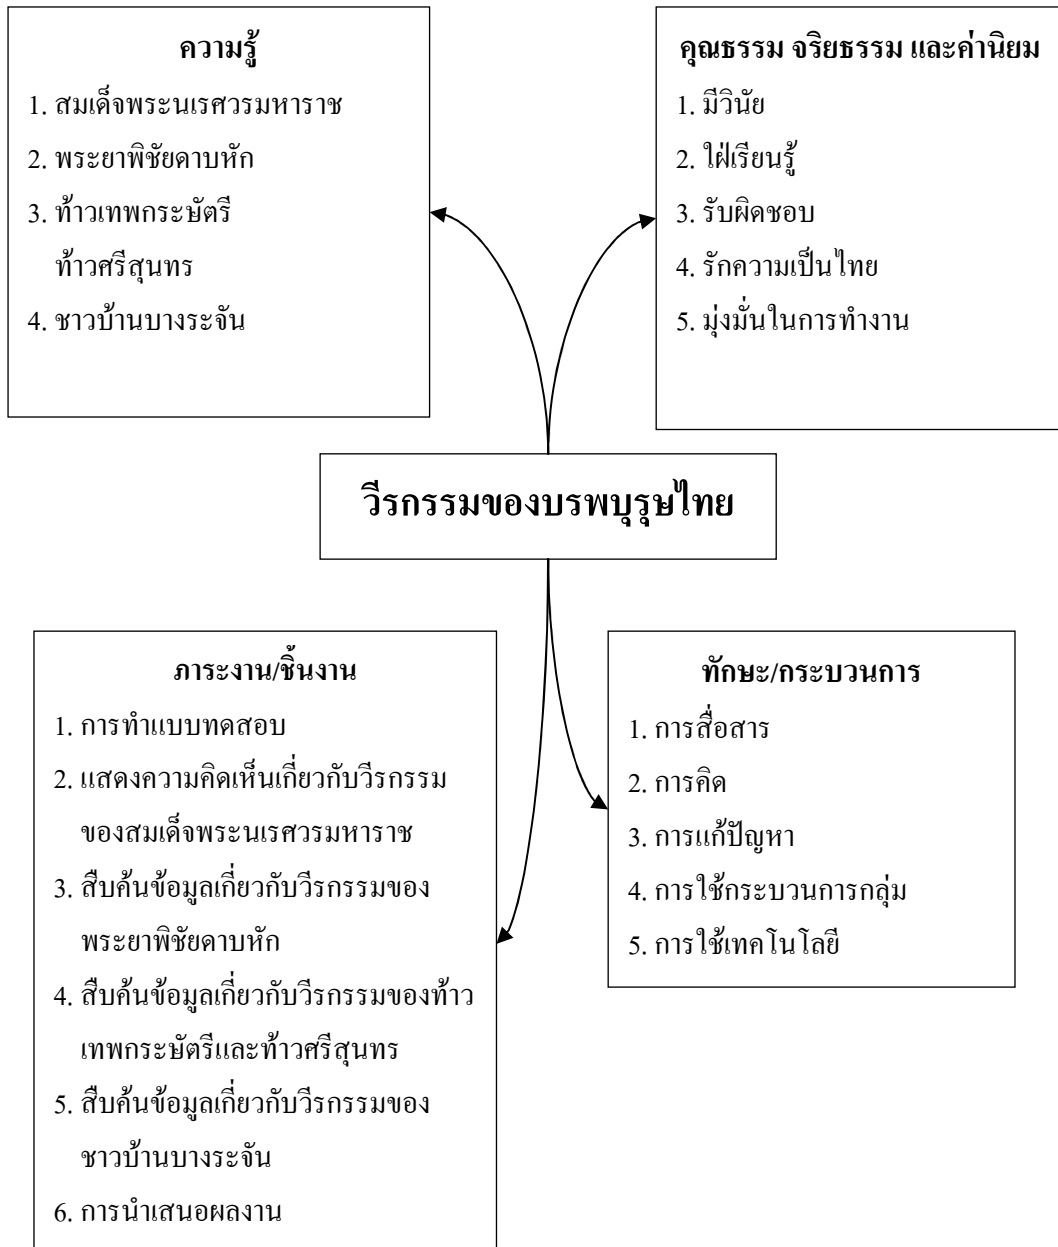 ความรู้
1. สมเด็จพระนเรศวรมหาราช
2. พระยาพิชัยดาบหัก
3. ท้าวเทพกระษัตรี
ท้าวศรีสุนทร
4. ชาวบ้านบางระจัน
คุณธรรม จริยธรรม และค่านิยม
1. มีวินัย
2. ใฝ่เรียนรู้
3. รับผิดชอบ
4. รักความเป็นไทย
5. มุ่งมั่นในการทำงาน
วีรกรรมของบรรพบุรุษไทย
ภาระงาน/ชิ้นงาน
1. การทำแบบทดสอบ
2. แสดงความคิดเห็นเกี่ยวกับวีรกรรม
ของสมเด็จพระนเรศวรมหาราช
3. สืบค้นข้อมูลเกี่ยวกับวีรกรรมของ
พระยาพิชัยดาบหัก
4. สืบค้นข้อมูลเกี่ยวกับวีรกรรมของท้าว
เทพกระษัตรีและท้าวศรีสุนทร
5. สืบค้นข้อมูลเกี่ยวกับวีรกรรมของ
ชาวบ้านบางระจัน
6. การนำเสนอผลงาน
ทักษะ/กระบวนการ
1. การสื่อสาร
2. การคิด
3. การแก้ปัญหา
4. การใช้กระบวนการกลุ่ม
5. การใช้เทคโนโลยี